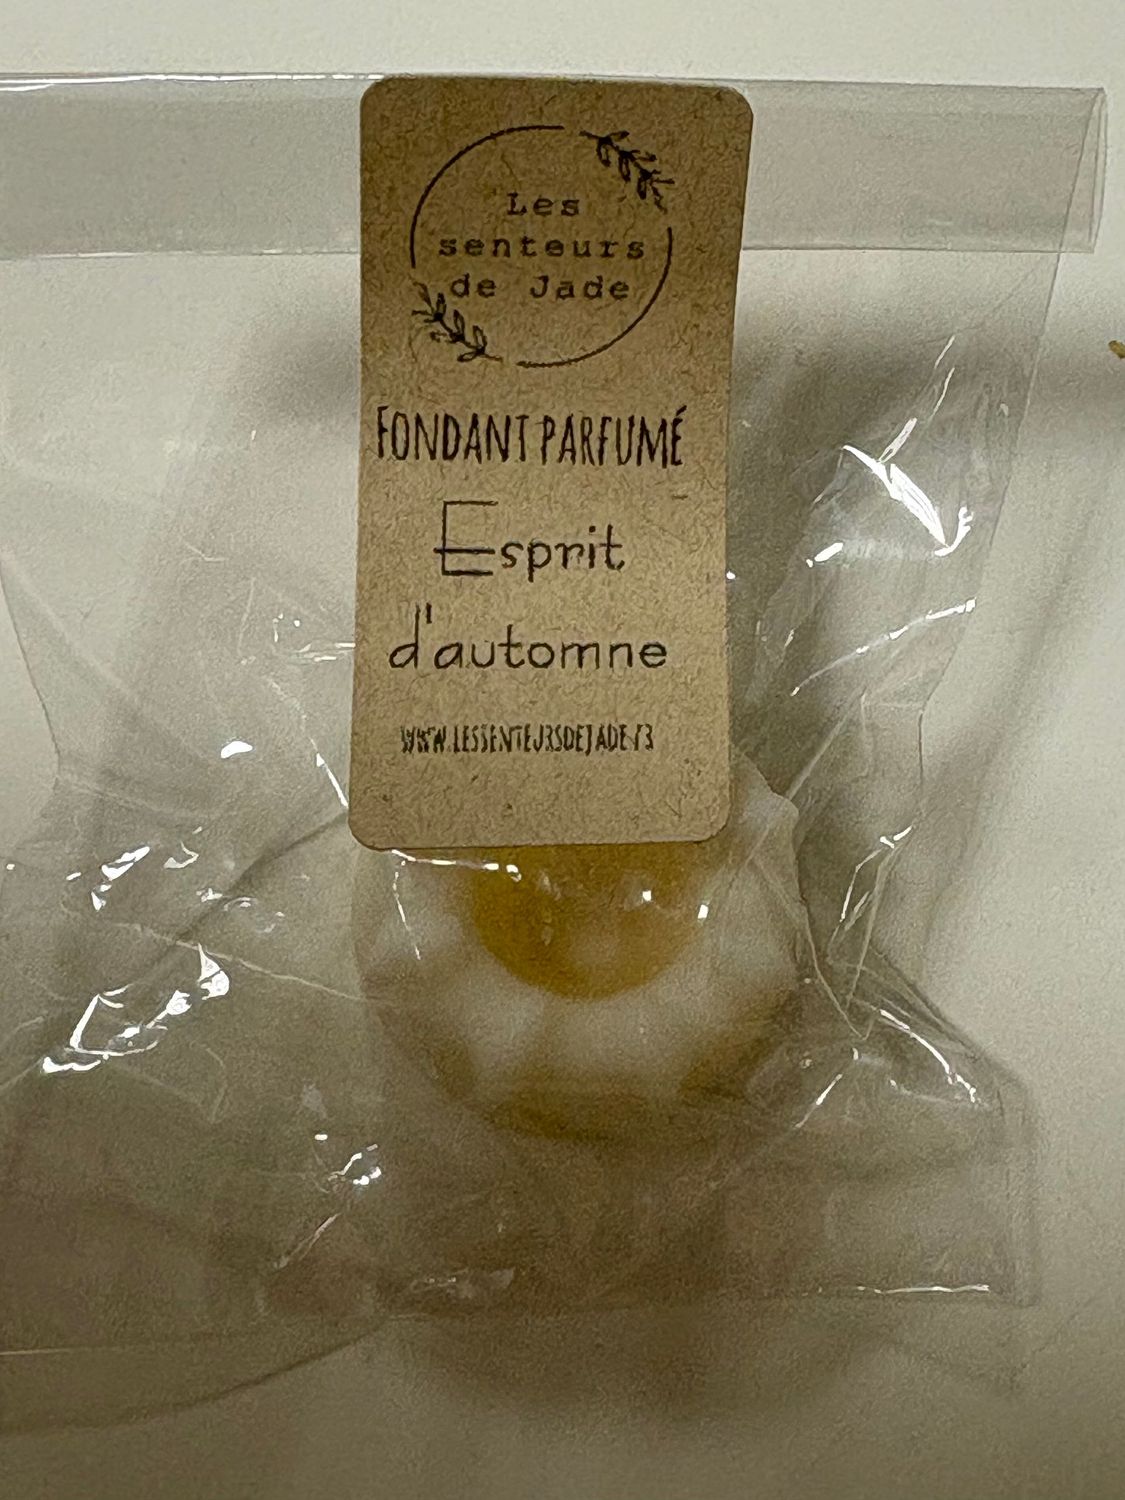 Les
senteurs
de Jade
FONDANT PARFUMÉ
Esprit
d'automne